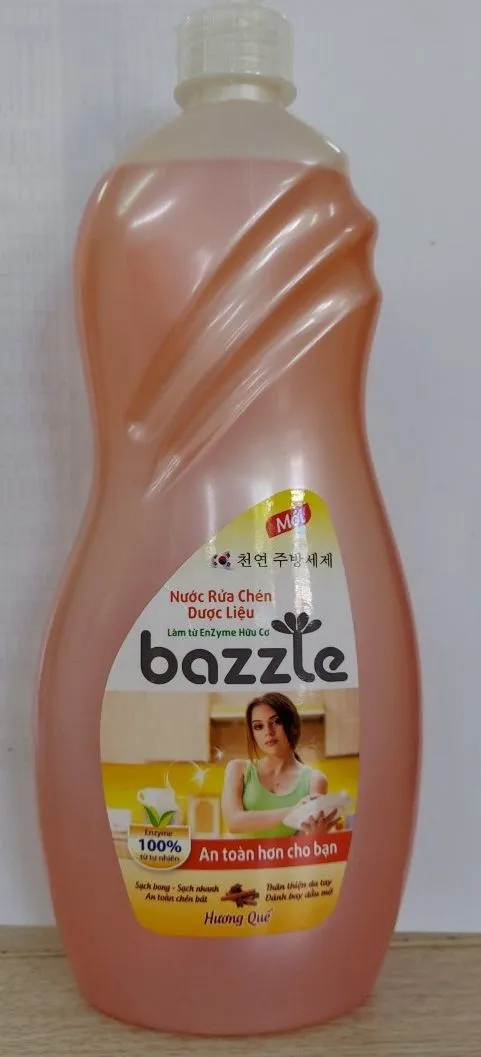 Mới
천연 주방세제
Nước Rửa Chén
Dược Liệu
Làm từ EnZyme Hữu Cơ
bazzle
Enzyme
100%
từ tự nhiên
An toàn hơn cho bạn
Sạch bong - Sạch nhanh
An toàn chén bát
Thân thiện da tay
Đánh bay dầu mỡ
Hương Quế